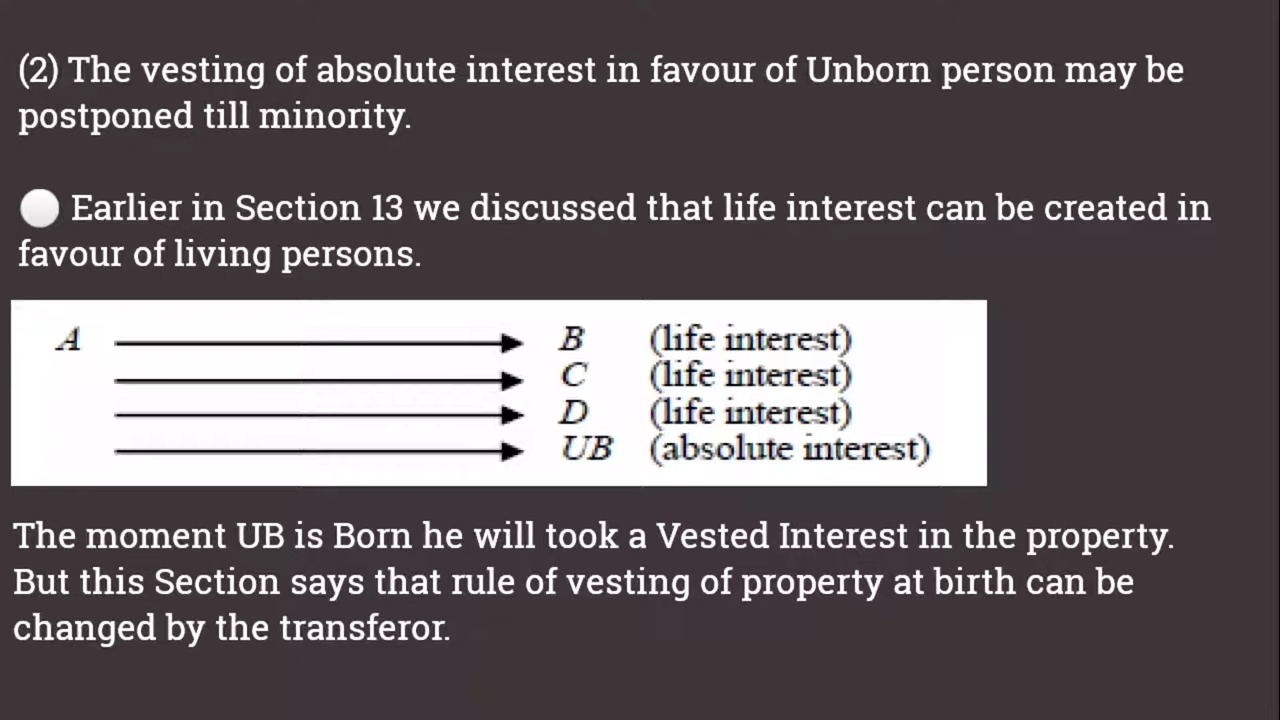 (2) The vesting of absolute interest in favour of Unborn person may be
postponed till minority.
Earlier in Section 13 we discussed that life interest can be created in
favour of living persons.
A B (life interest)
C (life interest)
D (life interest)
UB (absolute interest)
The moment UB is Born he will took a Vested Interest in the property.
But this Section says that rule of vesting of property at birth can be
changed by the transferor.